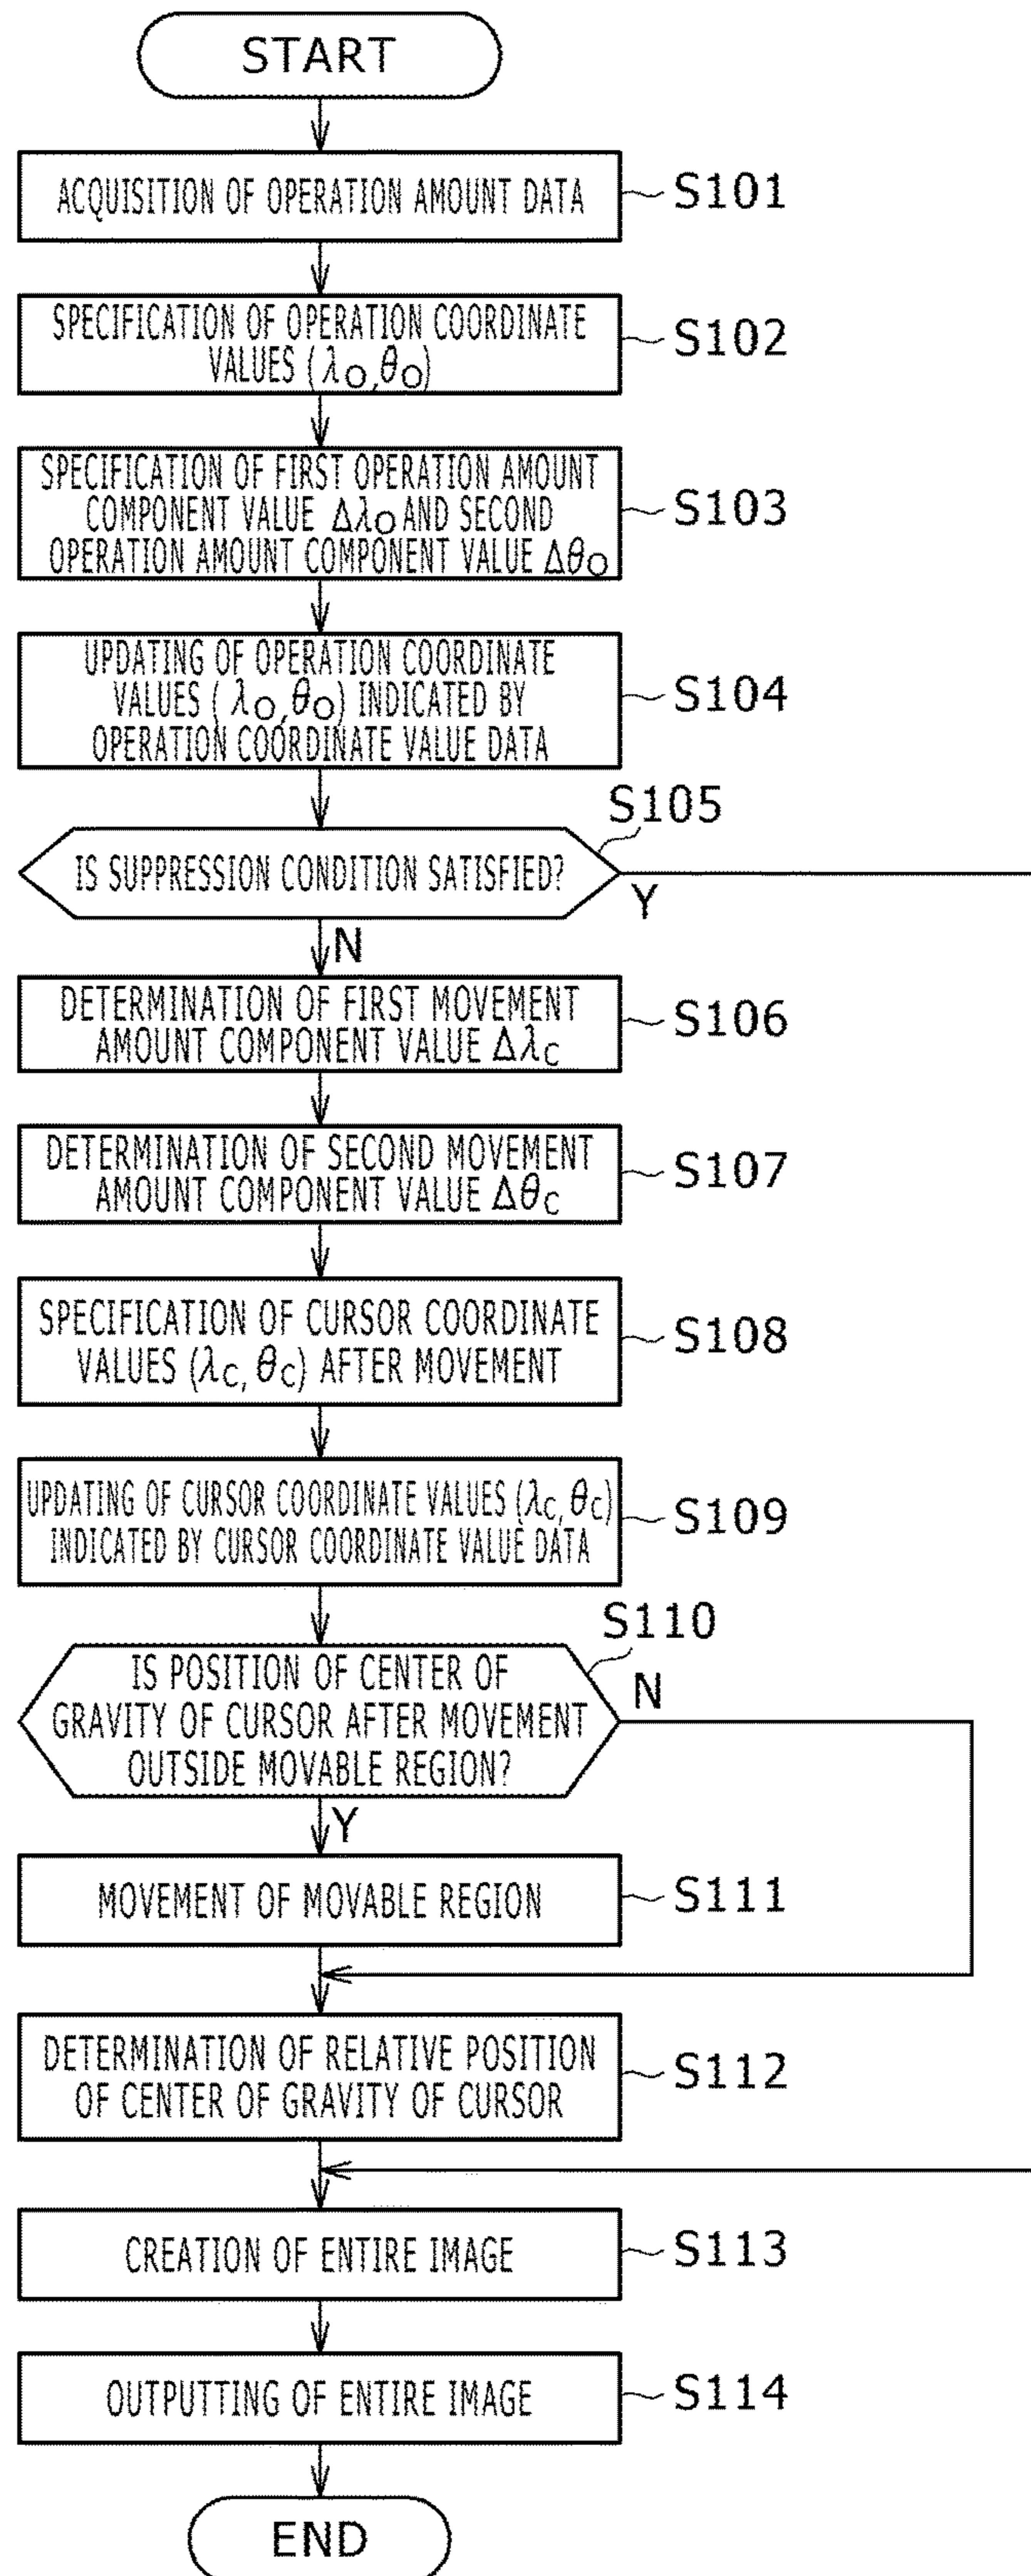 START
ACQUISITION OF OPERATION AMOUNT DATA
S101
SPECIFICATION OF OPERATION COORDINATE
VALUES (λO,θO)
S102
SPECIFICATION OF FIRST OPERATION AMOUNT
COMPONENT VALUE ΔλO AND SECOND
OPERATION AMOUNT COMPONENT VALUE ΔθO
S103
UPDATING OF OPERATION COORDINATE
VALUES (λO,θO) INDICATED BY
OPERATION COORDINATE VALUE DATA
S104
S105
IS SUPPRESSION CONDITION SATISFIED?
Y
N
DETERMINATION OF FIRST MOVEMENT
AMOUNT COMPONENT VALUE ΔλC
S106
DETERMINATION OF SECOND MOVEMENT
AMOUNT COMPONENT VALUE ΔθC
S107
SPECIFICATION OF CURSOR COORDINATE
VALUES (λC, θC) AFTER MOVEMENT
S108
UPDATING OF CURSOR COORDINATE VALUES (λC,θC)
INDICATED BY CURSOR COORDINATE VALUE DATA
S109
S110
IS POSITION OF CENTER OF
GRAVITY OF CURSOR AFTER MOVEMENT
OUTSIDE MOVABLE REGION?
N
Y
MOVEMENT OF MOVABLE REGION
S111
DETERMINATION OF RELATIVE POSITION
OF CENTER OF GRAVITY OF CURSOR
S112
CREATION OF ENTIRE IMAGE
S113
OUTPUTTING OF ENTIRE IMAGE
S114
END